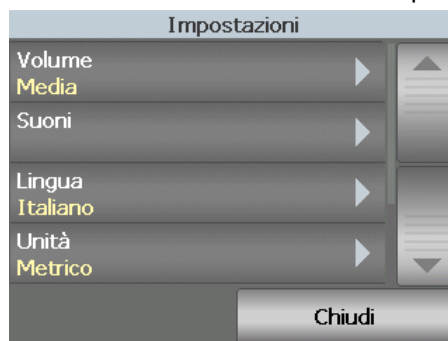 Impostazioni
Volume
Media
Suoni
Lingua
Italiano
Unità
Metrico
Chiudi